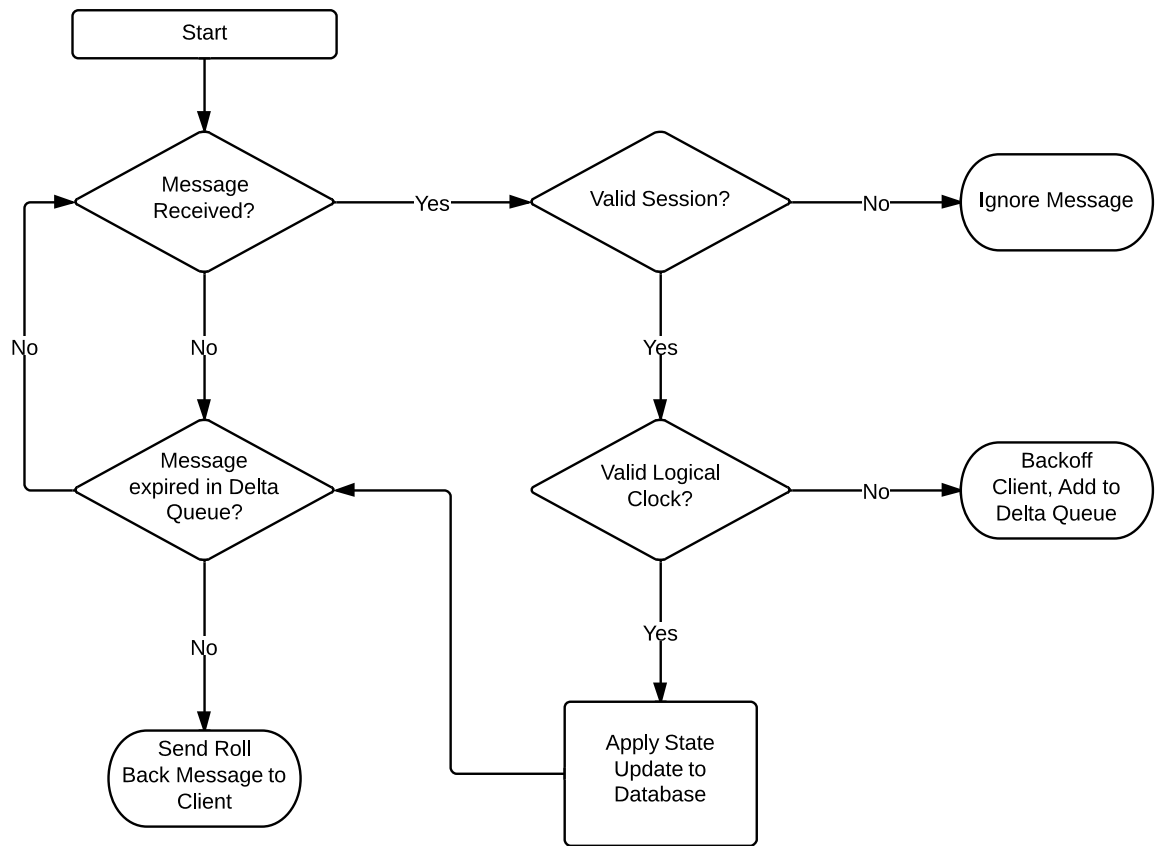 Start
Message
Received?
Yes
Valid Session?
No
Ignore Message
No
No
Yes
Message
expired in Delta
Queue?
Valid Logical
Clock?
No
Backoff
Client, Add to
Delta Queue
No
Yes
Send Roll
Back Message to
Client
Apply State
Update to
Database